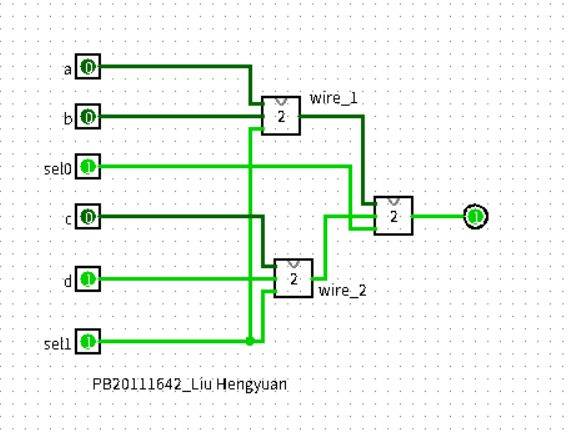 a 0
2 wire_1
b 0
sel0 1
c 0
2 1
d 1
2 wire_2
sel1 1
PB20111642_Liu Hengyuan